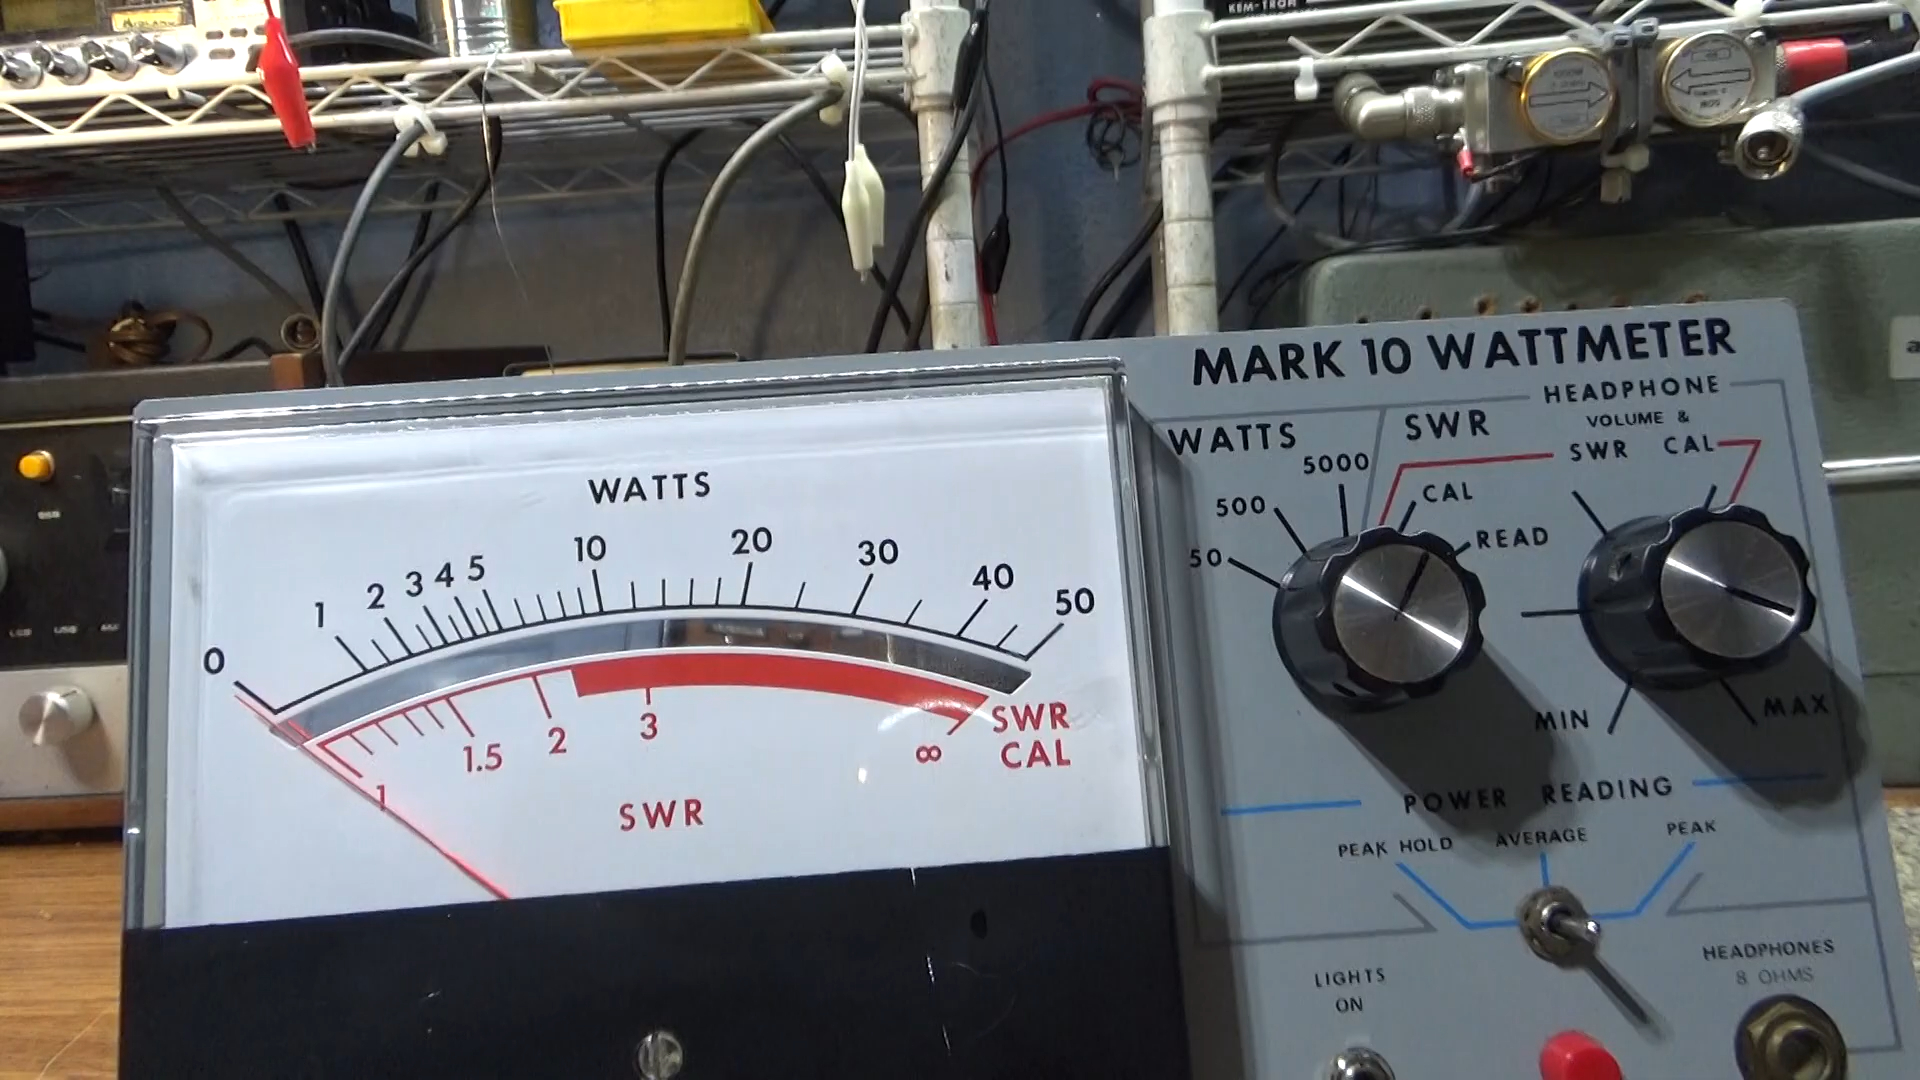 KEM-TRON
MARK 10 WATTMETER
HEADPHONE
VOLUME &
SWR CAL
WATTS
SWR
5000
500
50
CAL
READ
MIN
MAX
WATTS
0 1 2 3 4 5 10 20 30 40 50
1 1.5 2 3 ∞
SWR
CAL
SWR
POWER READING
PEAK HOLD AVERAGE PEAK
LIGHTS
ON
HEADPHONES
8 OHMS